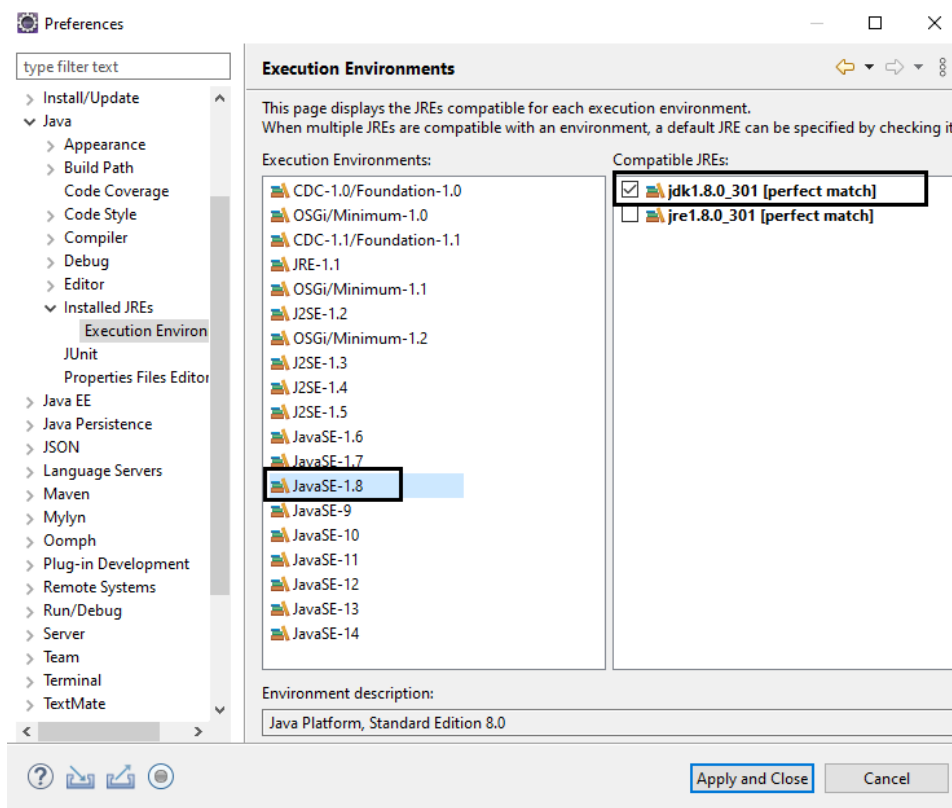 Preferences
type filter text
Install/Update
Java
Appearance
Build Path
Code Coverage
Code Style
Compiler
Debug
Editor
Installed JREs
Execution Environ
JUnit
Properties Files Editor
Java EE
Java Persistence
JSON
Language Servers
Maven
Mylyn
Oomph
Plug-in Development
Remote Systems
Run/Debug
Server
Team
Terminal
TextMate
Execution Environments
This page displays the JREs compatible for each execution environment.
When multiple JREs are compatible with an environment, a default JRE can be specified by checking it
Execution Environments:
CDC-1.0/Foundation-1.0
OSGi/Minimum-1.0
CDC-1.1/Foundation-1.1
JRE-1.1
OSGi/Minimum-1.1
J2SE-1.2
OSGi/Minimum-1.2
J2SE-1.3
J2SE-1.4
J2SE-1.5
JavaSE-1.6
JavaSE-1.7
JavaSE-1.8
JavaSE-9
JavaSE-10
JavaSE-11
JavaSE-12
JavaSE-13
JavaSE-14
Compatible JREs:
jdk1.8.0_301 [perfect match]
jre1.8.0_301 [perfect match]
Environment description:
Java Platform, Standard Edition 8.0
Apply and Close
Cancel